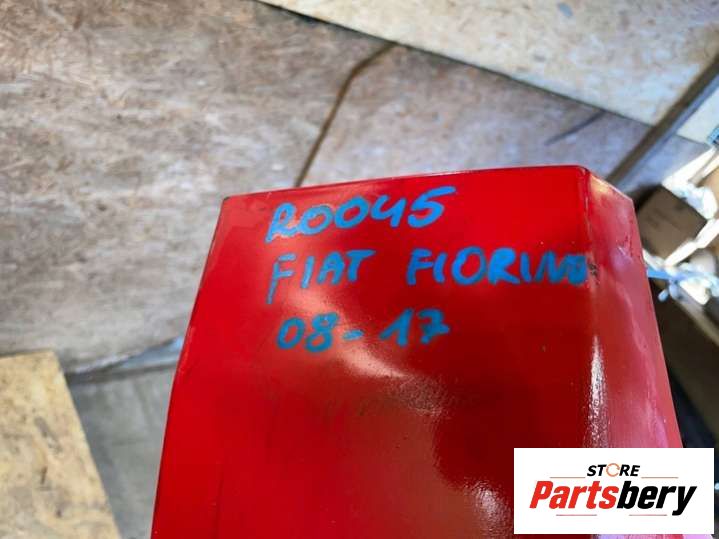 R0045
FIAT FIORINO
08-17
STORE
Partsbery